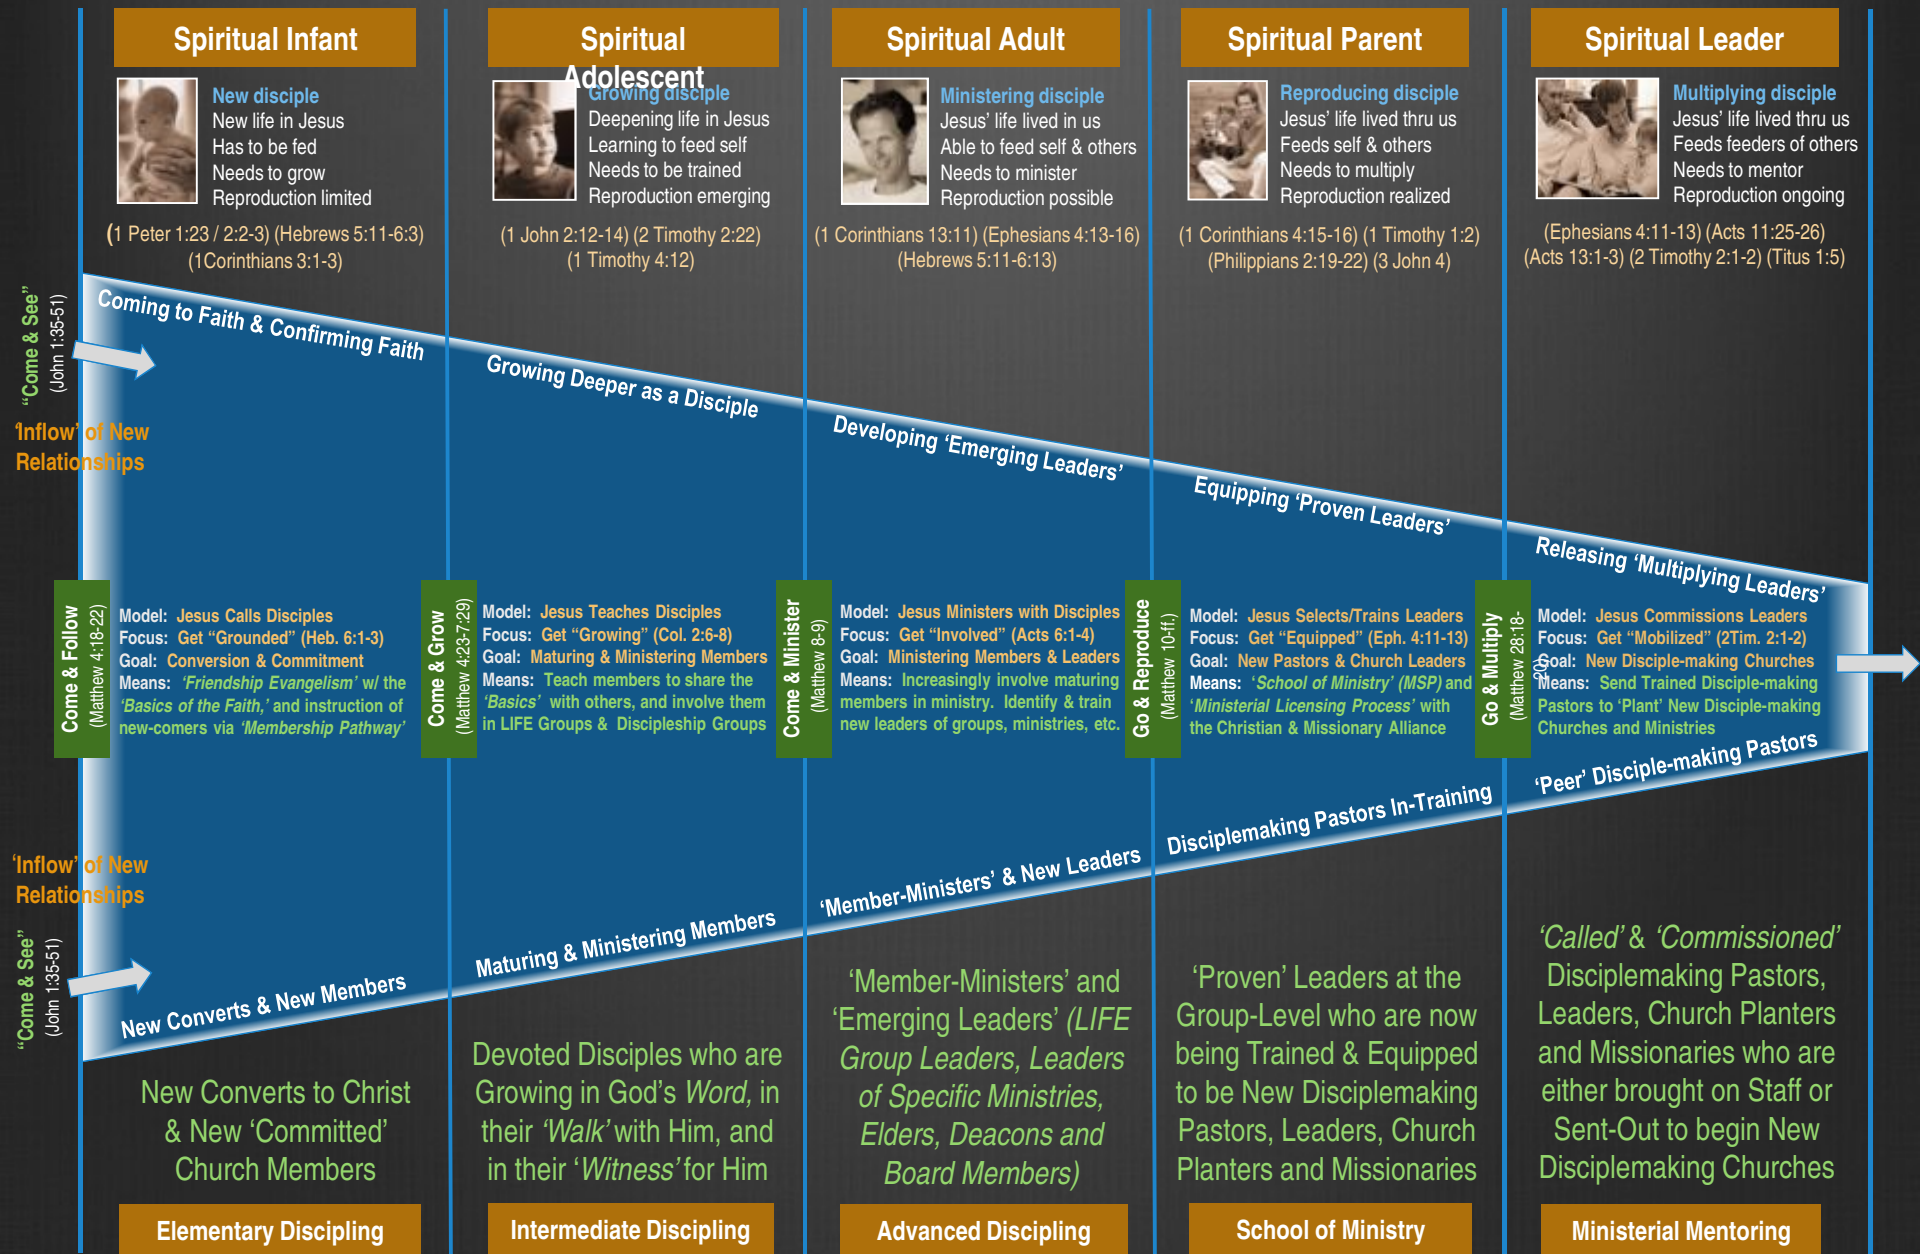 Spiritual Infant
New disciple
New life in Jesus
Has to be fed
Needs to grow
Reproduction limited
(1 Peter 1:23 / 2:2-3) (Hebrews 5:11-6:3)
(1Corinthians 3:1-3)
Spiritual
Adolescent
Growing disciple
Deepening life in Jesus
Learning to feed self
Needs to be trained
Reproduction emerging
(1 John 2:12-14) (2 Timothy 2:22)
(1 Timothy 4:12)
Spiritual Adult
Ministering disciple
Jesus’ life lived in us
Able to feed self & others
Needs to minister
Reproduction possible
(1 Corinthians 13:11) (Ephesians 4:13-16)
(Hebrews 5:11-6:13)
Spiritual Parent
Reproducing disciple
Jesus’ life lived thru us
Feeds self & others
Needs to multiply
Reproduction realized
(1 Corinthians 4:15-16) (1 Timothy 1:2)
(Philippians 2:19-22) (3 John 4)
Spiritual Leader
Multiplying disciple
Jesus’ life lived thru us
Feeds feeders of others
Needs to mentor
Reproduction ongoing
(Ephesians 4:11-13) (Acts 11:25-26)
(Acts 13:1-3) (2 Timothy 2:1-2) (Titus 1:5)
“Come & See”
(John 1:35-51)
‘Inflow’ of New
Relationships
Coming to Faith & Confirming Faith
Growing Deeper as a Disciple
Developing ‘Emerging Leaders’
Equipping ‘Proven Leaders’
Releasing ‘Multiplying Leaders’
Come & Follow
(Matthew 4:18-22)
Model: Jesus Calls Disciples
Focus: Get “Grounded” (Heb. 6:1-3)
Goal: Conversion & Commitment
Means: ‘Friendship Evangelism’ w/ the
‘Basics of the Faith,’ and instruction of
new-comers via ‘Membership Pathway’
Come & Grow
(Matthew 4:23-7:29)
Model: Jesus Teaches Disciples
Focus: Get “Growing” (Col. 2:6-8)
Goal: Maturing & Ministering Members
Means: Teach members to share the
‘Basics’ with others, and involve them
in LIFE Groups & Discipleship Groups
Come & Minister
(Matthew 8-9)
Model: Jesus Ministers with Disciples
Focus: Get “Involved” (Acts 6:1-4)
Goal: Ministering Members & Leaders
Means: Increasingly involve maturing
members in ministry. Identify & train
new leaders of groups, ministries, etc.
Go & Reproduce
(Matthew 10-ff.)
Model: Jesus Selects/Trains Leaders
Focus: Get “Equipped” (Eph. 4:11-13)
Goal: New Pastors & Church Leaders
Means: ‘School of Ministry’ (MSP) and
‘Ministerial Licensing Process’ with
the Christian & Missionary Alliance
Go & Multiply
(Matthew 28:18-
20)
Model: Jesus Commissions Leaders
Focus: Get “Mobilized” (2Tim. 2:1-2)
Goal: New Disciple-making Churches
Means: Send Trained Disciple-making
Pastors to ‘Plant’ New Disciple-making
Churches and Ministries
‘Inflow’ of New
Relationships
“Come & See”
(John 1:35-51)
New Converts & New Members
Maturing & Ministering Members
‘Member-Ministers’ & New Leaders
Disciplemaking Pastors In-Training
‘Peer’ Disciple-making Pastors
New Converts to Christ
& New ‘Committed’
Church Members
Elementary Discipling
Devoted Disciples who are
Growing in God’s Word, in
their ‘Walk’ with Him, and
in their ‘Witness’ for Him
Intermediate Discipling
‘Member-Ministers’ and
‘Emerging Leaders’ (LIFE
Group Leaders, Leaders
of Specific Ministries,
Elders, Deacons and
Board Members)
Advanced Discipling
‘Proven’ Leaders at the
Group-Level who are now
being Trained & Equipped
to be New Disciplemaking
Pastors, Leaders, Church
Planters and Missionaries
School of Ministry
‘Called’ & ‘Commissioned’
Disciplemaking Pastors,
Leaders, Church Planters
and Missionaries who are
either brought on Staff or
Sent-Out to begin New
Disciplemaking Churches
Ministerial Mentoring